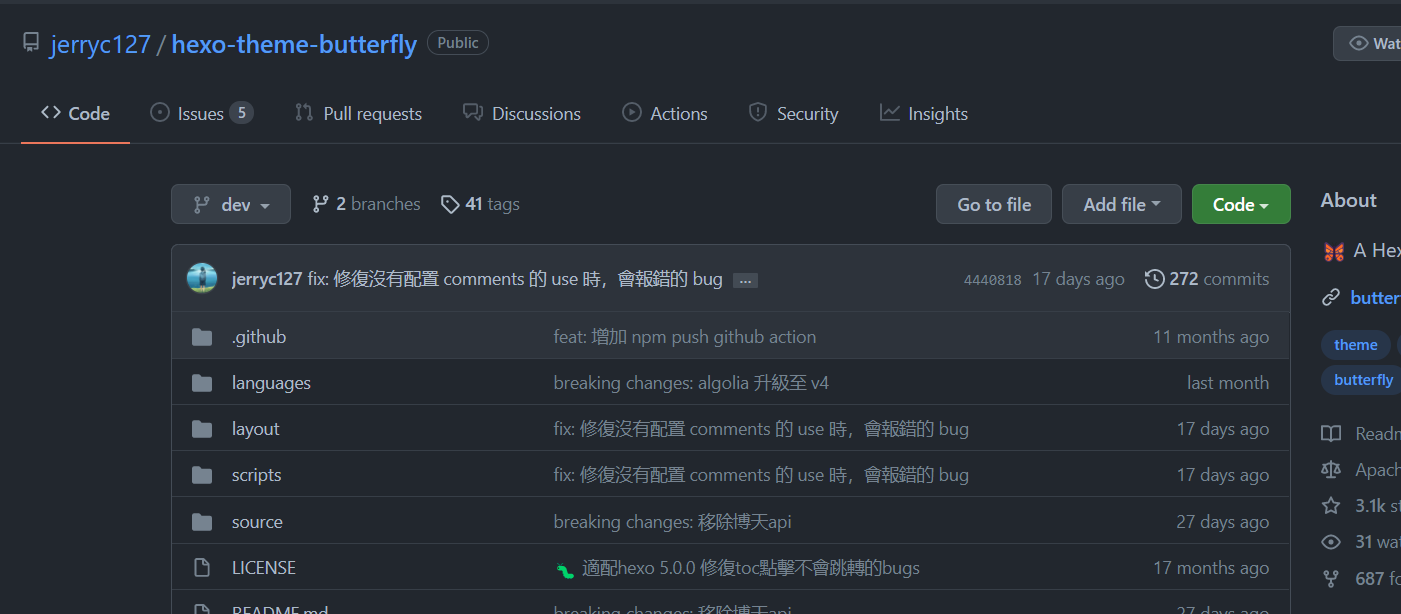 jerryc127 / hexo-theme-butterfly Public
Wat
Code Issues 5 Pull requests Discussions Actions Security Insights
dev 2 branches 41 tags Go to file Add file Code
About
jerryc127 fix: 修復沒有配置 comments 的 use 時，會報錯的 bug ... 4440818 17 days ago 272 commits
A Hex
butter
.github feat: 增加 npm push github action 11 months ago
theme
languages breaking changes: algolia 升級至 v4 last month
butterfly
layout fix: 修復沒有配置 comments 的 use 時，會報錯的 bug 17 days ago
Readm
scripts fix: 修復沒有配置 comments 的 use 時，會報錯的 bug 17 days ago
Apach
3.1k st
source breaking changes: 移除博天api 27 days ago
31 wat
LICENSE 適配hexo 5.0.0 修復toc點擊不會跳轉的bugs 17 months ago
687 fo
README.md breaking changes: 移除博天api 27 days ago